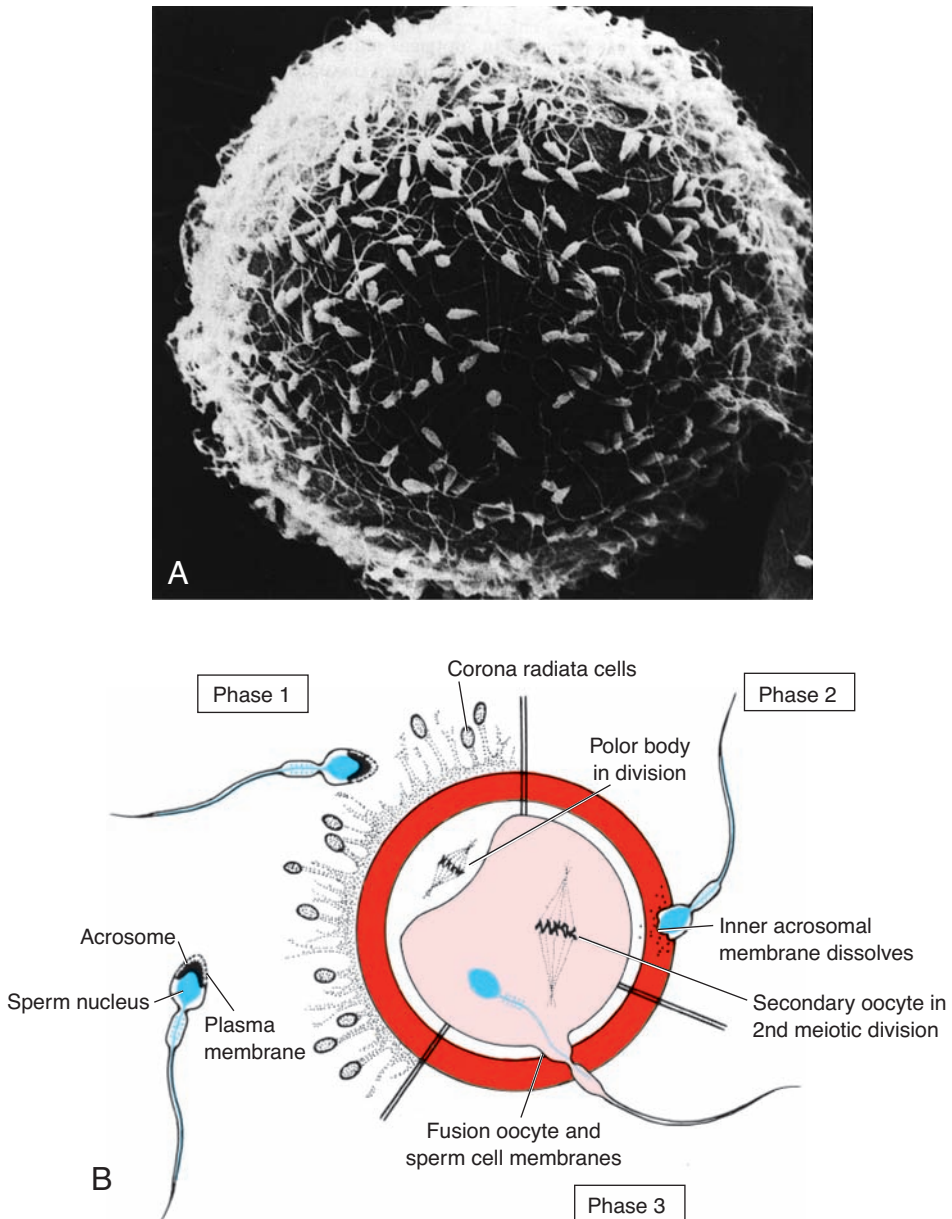 A
Phase 1
Corona radiata cells
Phase 2
Polor body
in division
Acrosome
Sperm nucleus
Plasma
membrane
Inner acrosomal
membrane dissolves
Secondary oocyte in
2nd meiotic division
Fusion oocyte and
sperm cell membranes
B
Phase 3